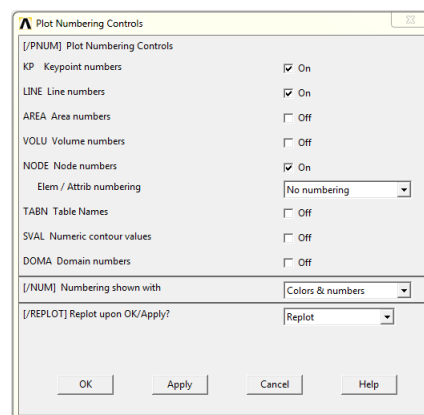 Plot Numbering Controls
[/PNUM] Plot Numbering Controls
KP Keypoint numbers On
LINE Line numbers On
AREA Area numbers Off
VOLU Volume numbers Off
NODE Node numbers On
Elem / Attrib numbering No numbering
TABN Table Names Off
SVAL Numeric contour values Off
DOMA Domain numbers Off
[/NUM] Numbering shown with Colors & numbers
[/REPLOT] Replot upon OK/Apply? Replot
OK Apply Cancel Help